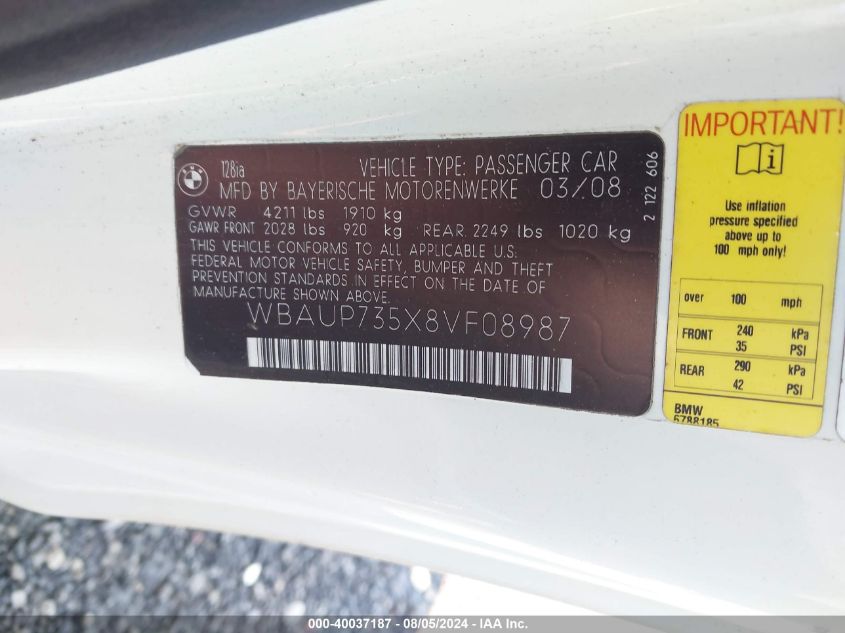 BMW
128ia VEHICLE TYPE: PASSENGER CAR
MFD BY BAYERISCHE MOTORENWERKE 03/08
GVWR 4211 lbs 1910 kg
GAWR FRONT 2028 lbs 920 kg REAR 2249 lbs 1020 kg
THIS VEHICLE CONFORMS TO ALL APPLICABLE U.S.
FEDERAL MOTOR VEHICLE SAFETY, BUMPER AND THEFT
PREVENTION STANDARDS IN EFFECT ON THE DATE OF
MANUFACTURE SHOWN ABOVE.
WBAUP735X8VF08987
2 122 606
IMPORTANT!
i
Use inflation
pressure specified
above up to
100 mph only!
over 100 mph
FRONT 240 kPa
35 PSI
REAR 290 kPa
42 PSI
BMW
6788185
- 40037187 - 08/05/2024 - IAA Inc.